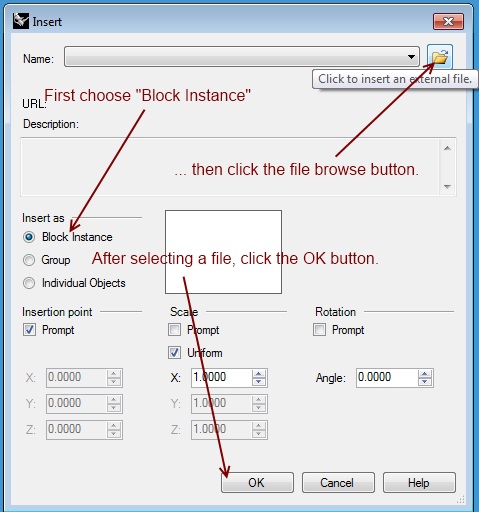 Insert
Name:
Click to insert an external file.
URL:
First choose "Block Instance"
Description:
... then click the file browse button.
Insert as
Block Instance
After selecting a file, click the OK button.
Group
Individual Objects
Insertion point Scale Rotation
Prompt Prompt Prompt
Uniform
X: 0.0000 X: 1.0000 Angle: 0.0000
Y: 0.0000 Y: 1.0000
Z: 0.0000 Z: 1.0000
OK Cancel Help